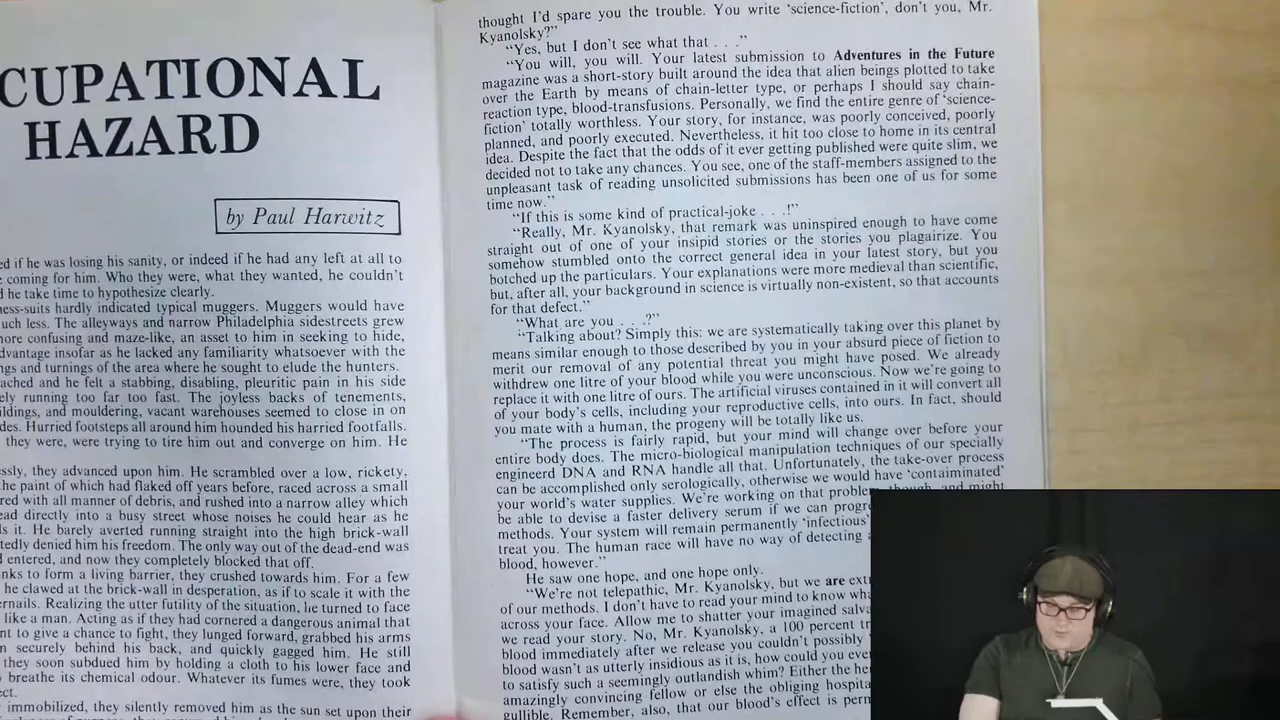 CUPATIONAL
HAZARD
by Paul Harwitz
ed if he was losing his sanity, or indeed if he had any left at all to
coming for him. Who they were, what they wanted, he couldn't
he take time to hypothesize clearly.
ness-suits hardly indicated typical muggers. Muggers would have
uch less. The alleyways and narrow Philadelphia sidestreets grew
nore confusing and maze-like, an asset to him in seeking to hide,
dvantage insofar as he lacked any familiarity whatsoever with the
ngs and turnings of the area where he sought to elude the hunters.
ached and he felt a stabbing, disabling, pleuritic pain in his side
ely running too far too fast. The joyless backs of tenements,
ildings, and mouldering, vacant warehouses seemed to close in on
des. Hurried footsteps all around him hounded his harried footfalls.
they were, were trying to tire him out and converge on him. He
ssly, they advanced upon him. He scrambled over a low, rickety,
the paint of which had flaked off years before, raced across a small
red with all manner of debris, and rushed into a narrow alley which
ead directly into a busy street whose noises he could hear as he
ls it. He barely averted running straight into the high brick-wall
tedly denied him his freedom. The only way out of the dead-end was
entered, and now they completely blocked that off.
nks to form a living barrier, they crushed towards him. For a few
he clawed at the brick-wall in desperation, as if to scale it with the
ernails. Realizing the utter futility of the situation, he turned to face
like a man. Acting as if they had cornered a dangerous animal that
nt to give a chance to fight, they lunged forward, grabbed his arms
m securely behind his back, and quickly gagged him. He still
they soon subdued him by holding a cloth to his lower face and
breathe its chemical odour. Whatever its fumes were, they took
ect.
immobilized, they silently removed him as the sun set upon their
thought I'd spare you the trouble. You write 'science-fiction', don't you, Mr.
Kyanolsky?"
"Yes, but I don't see what that . . ."
"You will, you will. Your latest submission to Adventures in the Future
magazine was a short-story built around the idea that alien beings plotted to take
over the Earth by means of chain-letter type, or perhaps I should say chain-
reaction type, blood-transfusions. Personally, we find the entire genre of 'science-
fiction' totally worthless. Your story, for instance, was poorly conceived, poorly
planned, and poorly executed. Nevertheless, it hit too close to home in its central
idea. Despite the fact that the odds of it ever getting published were quite slim, we
decided not to take any chances. You see, one of the staff-members assigned to the
unpleasant task of reading unsolicited submissions has been one of us for some
time now."
"If this is some kind of practical-joke . . .!"
"Really, Mr. Kyanolsky, that remark was uninspired enough to have come
straight out of one of your insipid stories or the stories you plagairize. You
somehow stumbled onto the correct general idea in your latest story, but you
botched up the particulars. Your explanations were more medieval than scientific,
but, after all, your background in science is virtually non-existent, so that accounts
for that defect."
"What are you . . .?"
"Talking about? Simply this: we are systematically taking over this planet by
means similar enough to those described by you in your absurd piece of fiction to
merit our removal of any potential threat you might have posed. We already
withdrew one litre of your blood while you were unconscious. Now we're going to
replace it with one litre of ours. The artificial viruses contained in it will convert all
of your body's cells, including your reproductive cells, into ours. In fact, should
you mate with a human, the progeny will be totally like us.
"The process is fairly rapid, but your mind will change over before your
entire body does. The micro-biological manipulation techniques of our specially
engineerd DNA and RNA handle all that. Unfortunately, the take-over process
can be accomplished only serologically, otherwise we would have 'contaiminated'
your world's water supplies. We're working on that problem, though, and might
be able to devise a faster delivery serum if we can progr
methods. Your system will remain permanently 'infectious'
treat you. The human race will have no way of detecting
blood, however."
He saw one hope, and one hope only.
"We're not telepathic, Mr. Kyanolsky, but we are ext
of our methods. I don't have to read your mind to know wha
across your face. Allow me to shatter your imagined salva
we read your story. No, Mr. Kyanolsky, a 100 percent tr
blood immediately after we release you couldn't possibly
blood wasn't as utterly insidious as it is, how could you eve
to satisfy such a seemingly outlandish whim? Either the he
amazingly convincing fellow or else the obliging hospita
gullible. Remember, also, that our blood's effect is perm